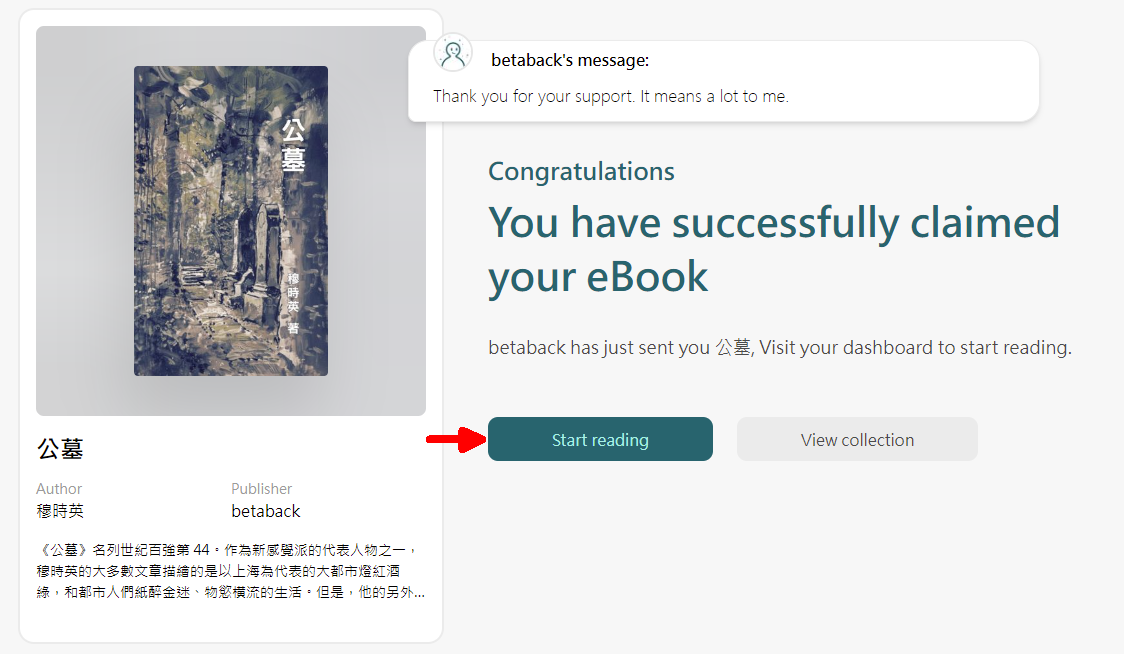 公墓
穆時英 著
公墓
Author
穆時英
Publisher
betaback
《公墓》名列世紀百強第 44。作為新感覺派的代表人物之一，
穆時英的大多數文章描繪的是以上海為代表的大都市燈紅酒
綠，和都市人們紙醉金迷、物慾橫流的生活。但是，他的另外...
betaback's message:
Thank you for your support. It means a lot to me.
Congratulations
You have successfully claimed
your eBook
betaback has just sent you 公墓, Visit your dashboard to start reading.
Start reading
View collection